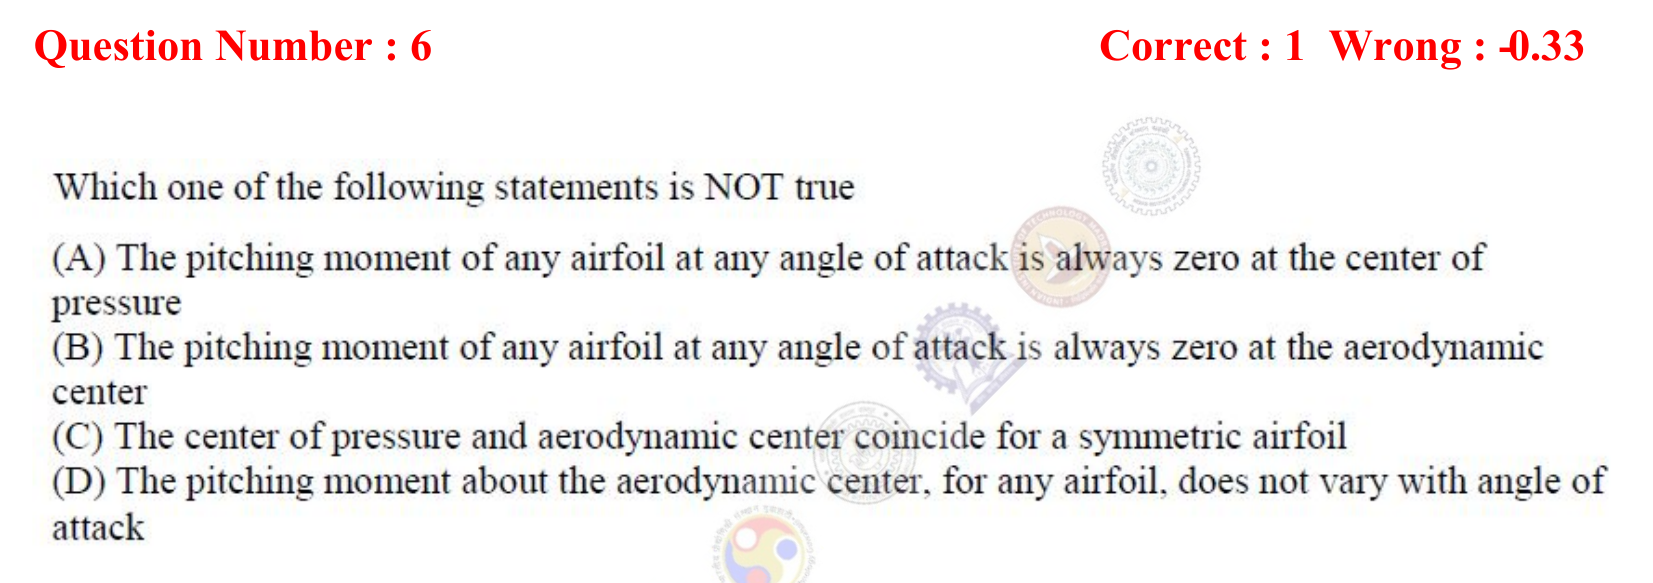 Question Number : 6 Correct : 1 Wrong : -0.33
Which one of the following statements is NOT true
(A) The pitching moment of any airfoil at any angle of attack is always zero at the center of
pressure
(B) The pitching moment of any airfoil at any angle of attack is always zero at the aerodynamic
center
(C) The center of pressure and aerodynamic center coincide for a symmetric airfoil
(D) The pitching moment about the aerodynamic center, for any airfoil, does not vary with angle of
attack